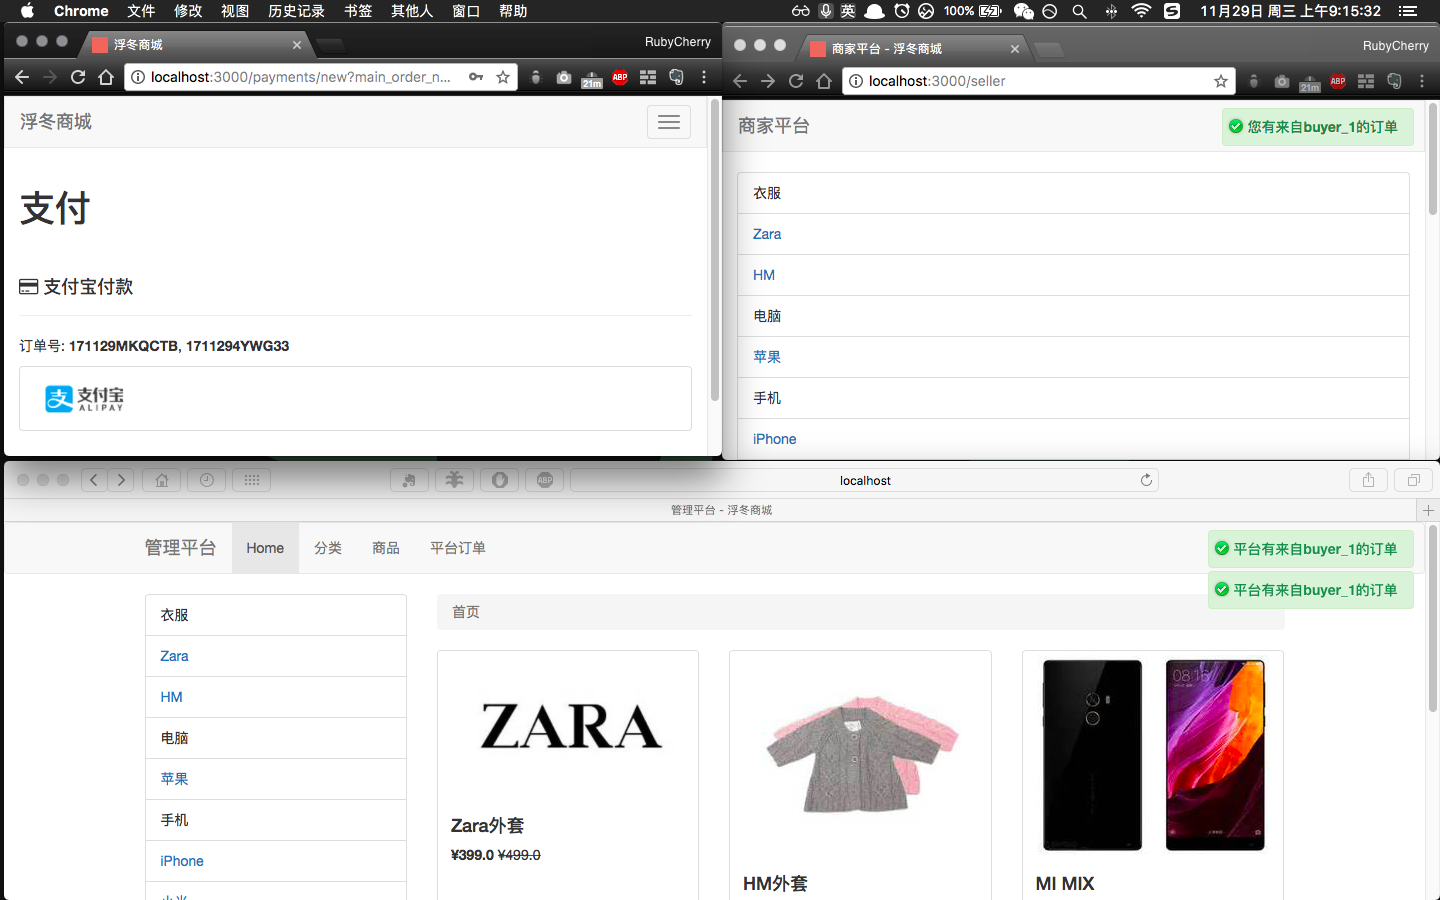 Chrome 文件 修改 视图 历史记录 书签 其他人 窗口 帮助 英 100% 11月29日 周三 上午9:15:32
浮冬商城 RubyCherry
localhost:3000/payments/new?main_order_n... 21m ABP
浮冬商城
支付
支付宝付款
订单号: 171129MKQCTB, 1711294YWG33
支 支付宝
ALIPAY
商家平台 - 浮冬商城 RubyCherry
localhost:3000/seller 21m ABP
商家平台 您有来自buyer_1的订单
衣服
Zara
HM
电脑
苹果
手机
iPhone
ABP localhost
管理平台 - 浮冬商城
管理平台 Home 分类 商品 平台订单
平台有来自buyer_1的订单
平台有来自buyer_1的订单
衣服
Zara
HM
电脑
苹果
手机
iPhone
小米
首页
ZARA
Zara外套
¥399.0 ¥499.0
HM外套
08:16
MI MIX